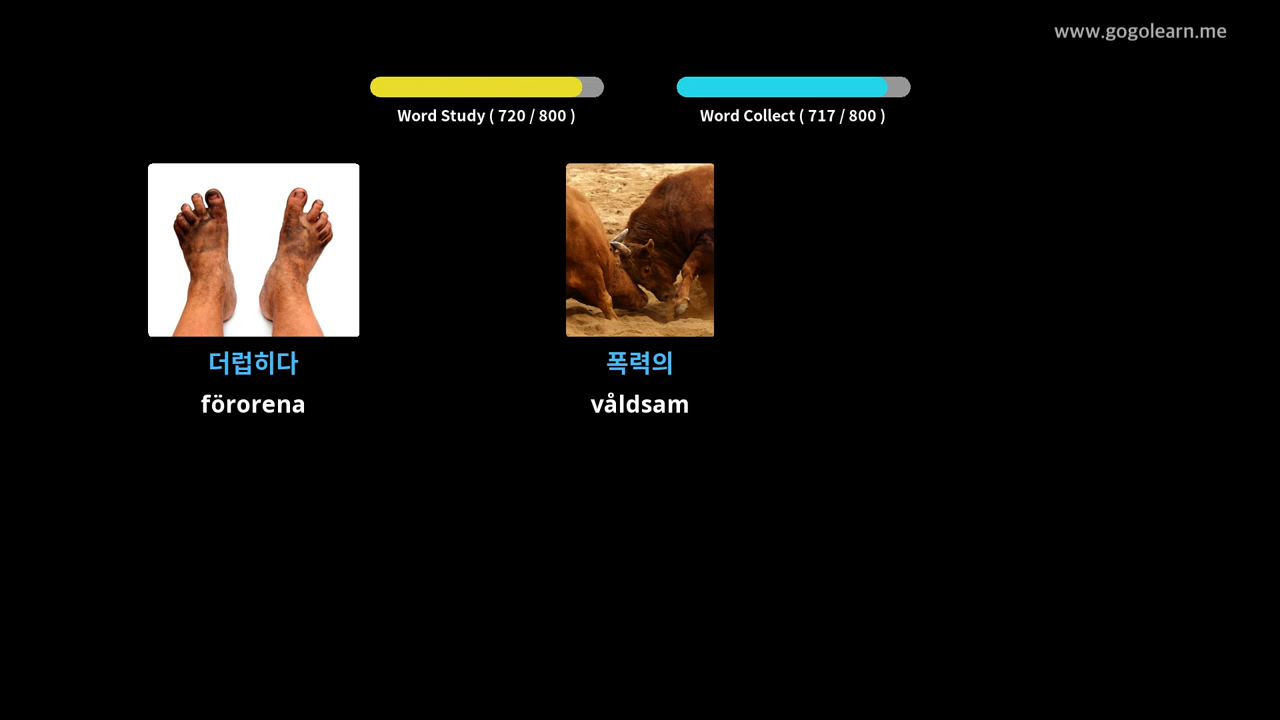 www.gogolearn.me
Word Study ( 720 / 800 )
Word Collect ( 717 / 800 )
더럽히다
förorena
폭력의
våldsam